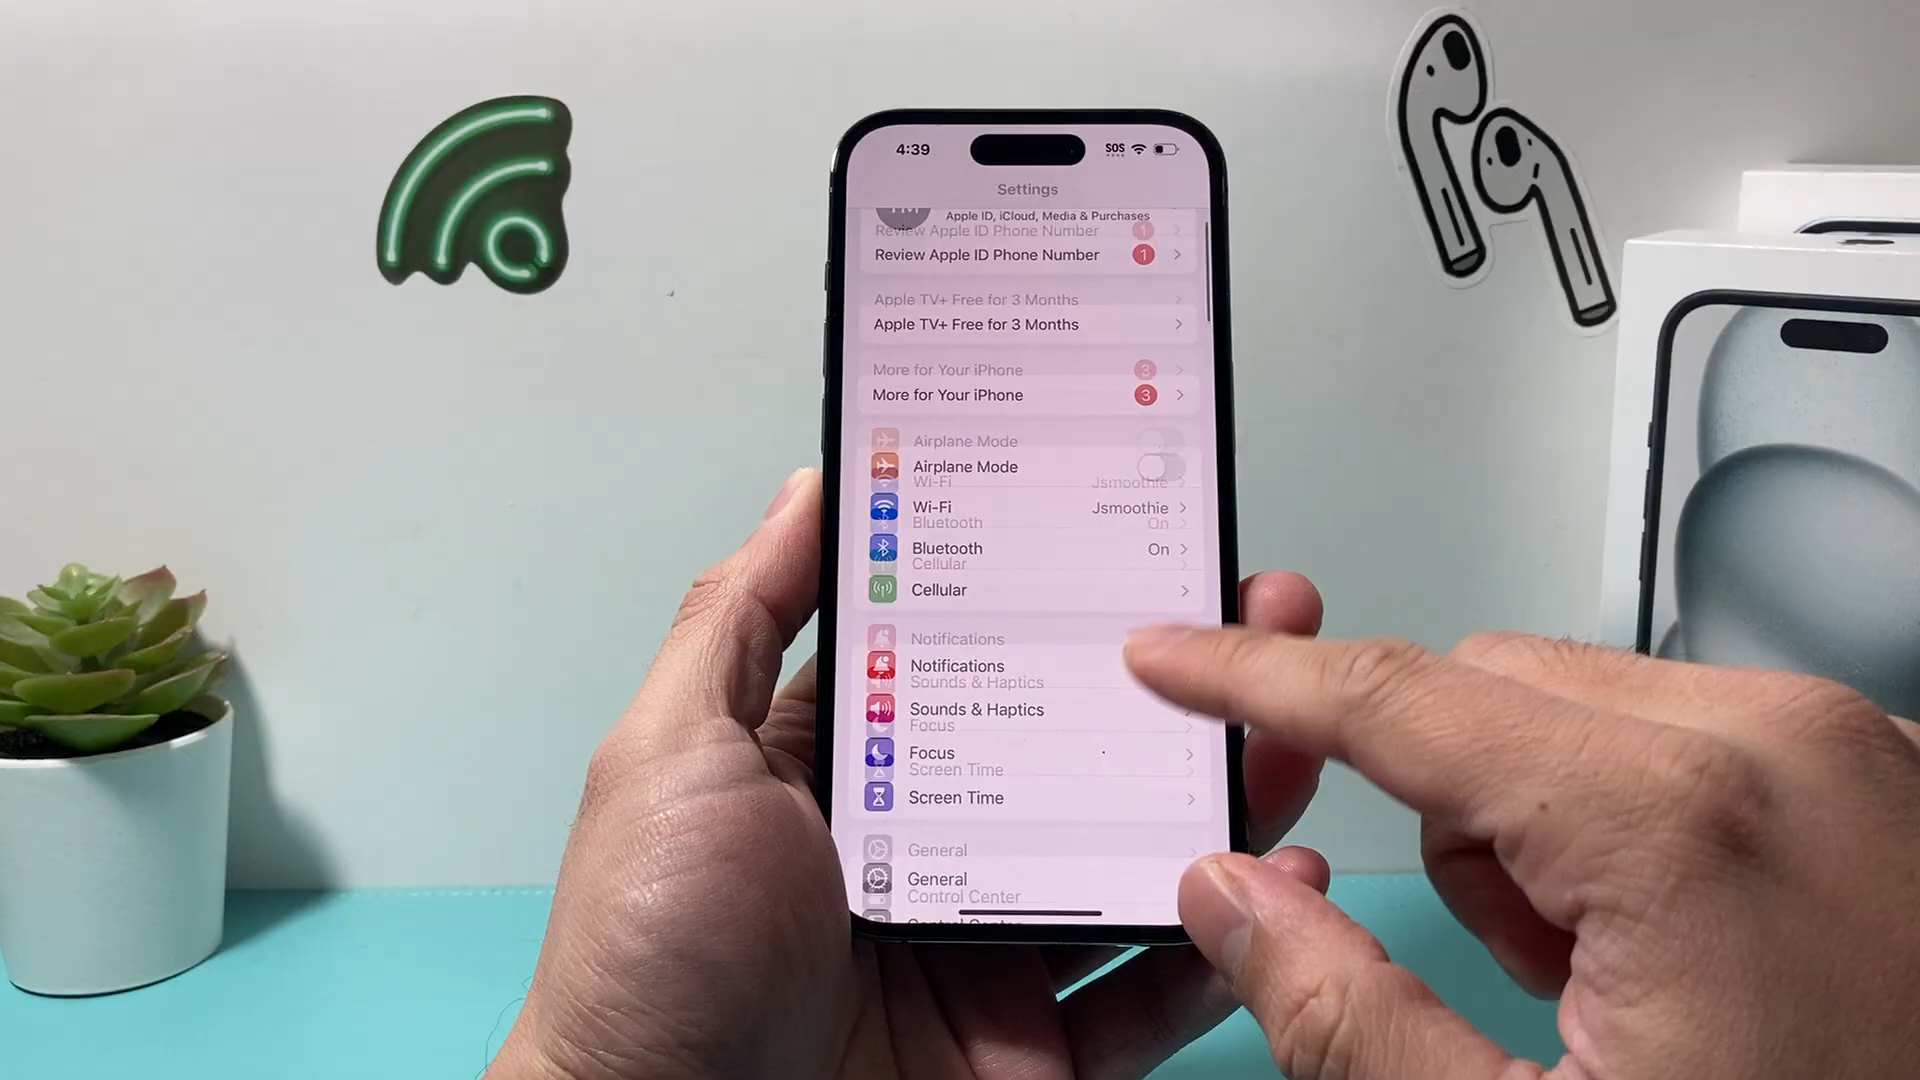 4:39 SOS
Settings
Apple ID, iCloud, Media & Purchases
Review Apple ID Phone Number 1
Review Apple ID Phone Number 1
Apple TV+ Free for 3 Months
Apple TV+ Free for 3 Months
More for Your iPhone 3
More for Your iPhone 3
Airplane Mode
Airplane Mode
Wi-Fi Jsmoothie
Wi-Fi Jsmoothie
Bluetooth On
Bluetooth On
Cellular
Cellular
Notifications
Notifications
Sounds & Haptics
Sounds & Haptics
Focus
Focus
Screen Time
Screen Time
General
General
Control Center
Control Center